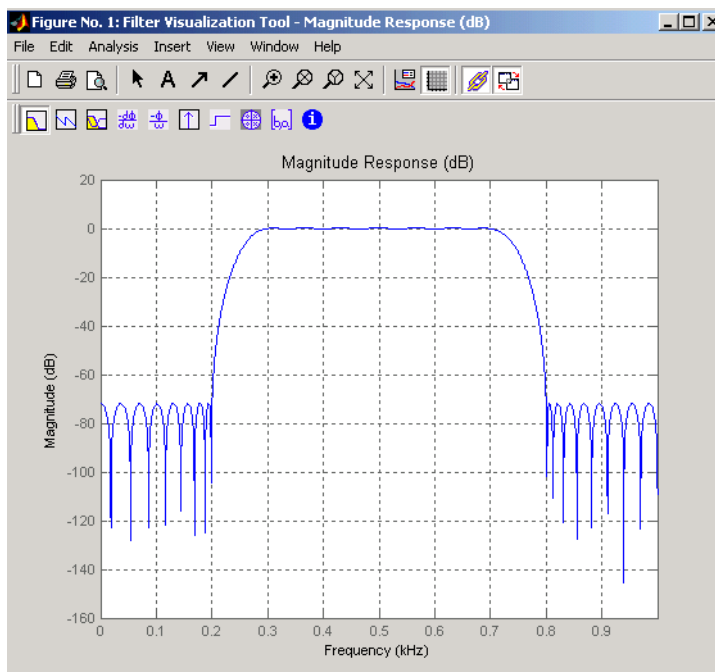 Figure No. 1: Filter Visualization Tool - Magnitude Response (dB)
File Edit Analysis Insert View Window Help
A
[b,a]
i
Magnitude Response (dB)
20
0
-20
-40
-60
-80
-100
-120
-140
-160
Magnitude (dB)
0 0.1 0.2 0.3 0.4 0.5 0.6 0.7 0.8 0.9
Frequency (kHz)